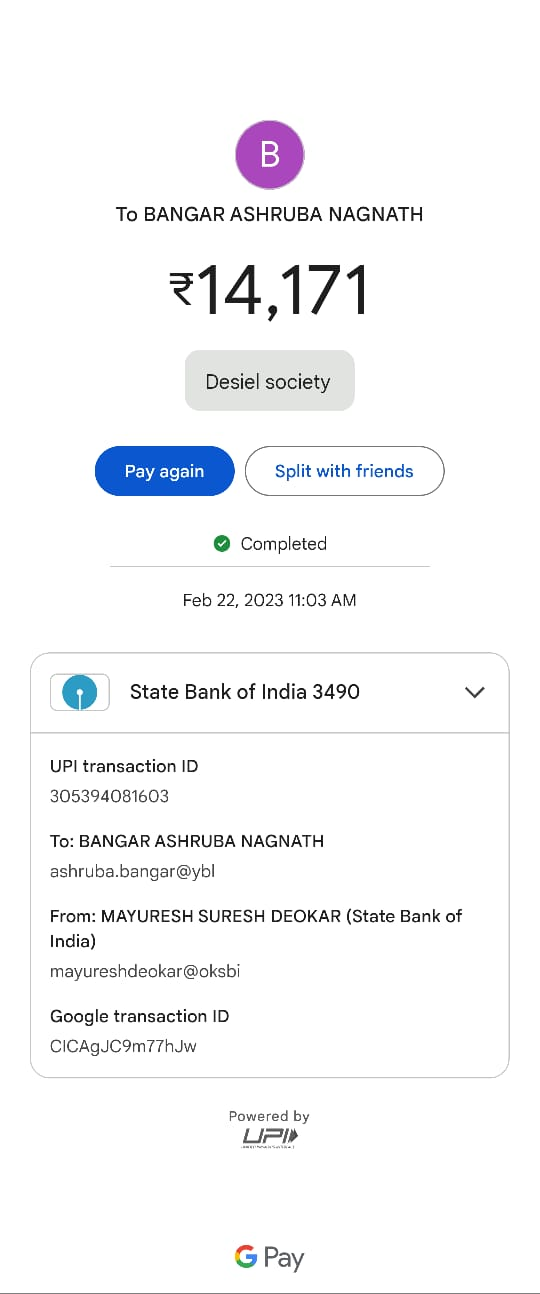 B
To BANGAR ASHRUBA NAGNATH
₹14,171
Desiel society
Pay again
Split with friends
Completed
Feb 22, 2023 11:03 AM
State Bank of India 3490
UPI transaction ID
305394081603
To: BANGAR ASHRUBA NAGNATH
ashruba.bangar@ybl
From: MAYURESH SURESH DEOKAR (State Bank of
India)
mayureshdeokar@oksbi
Google transaction ID
CICAgJC9m77hJw
Powered by
UPI
G Pay